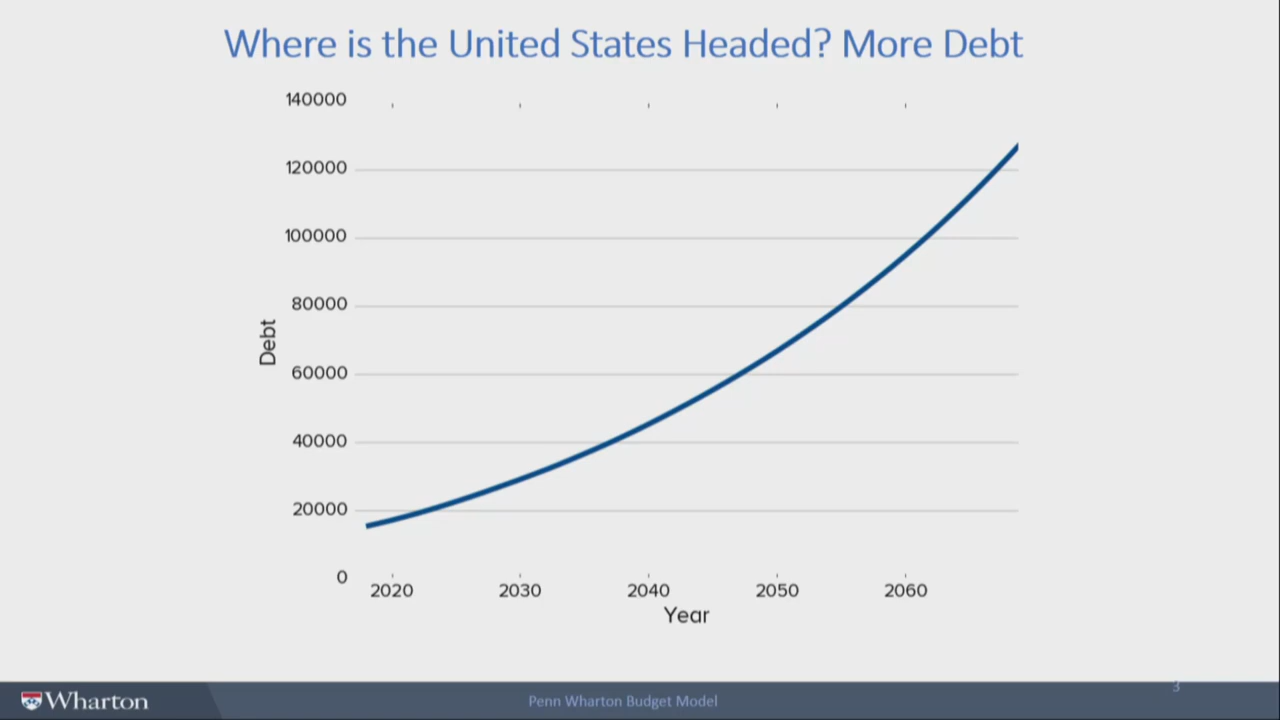 Where is the United States Headed? More Debt
140000
120000
100000
80000
60000
40000
20000
0
Debt
2020 2030 2040 2050 2060
Year
Wharton
Penn Wharton Budget Model
3